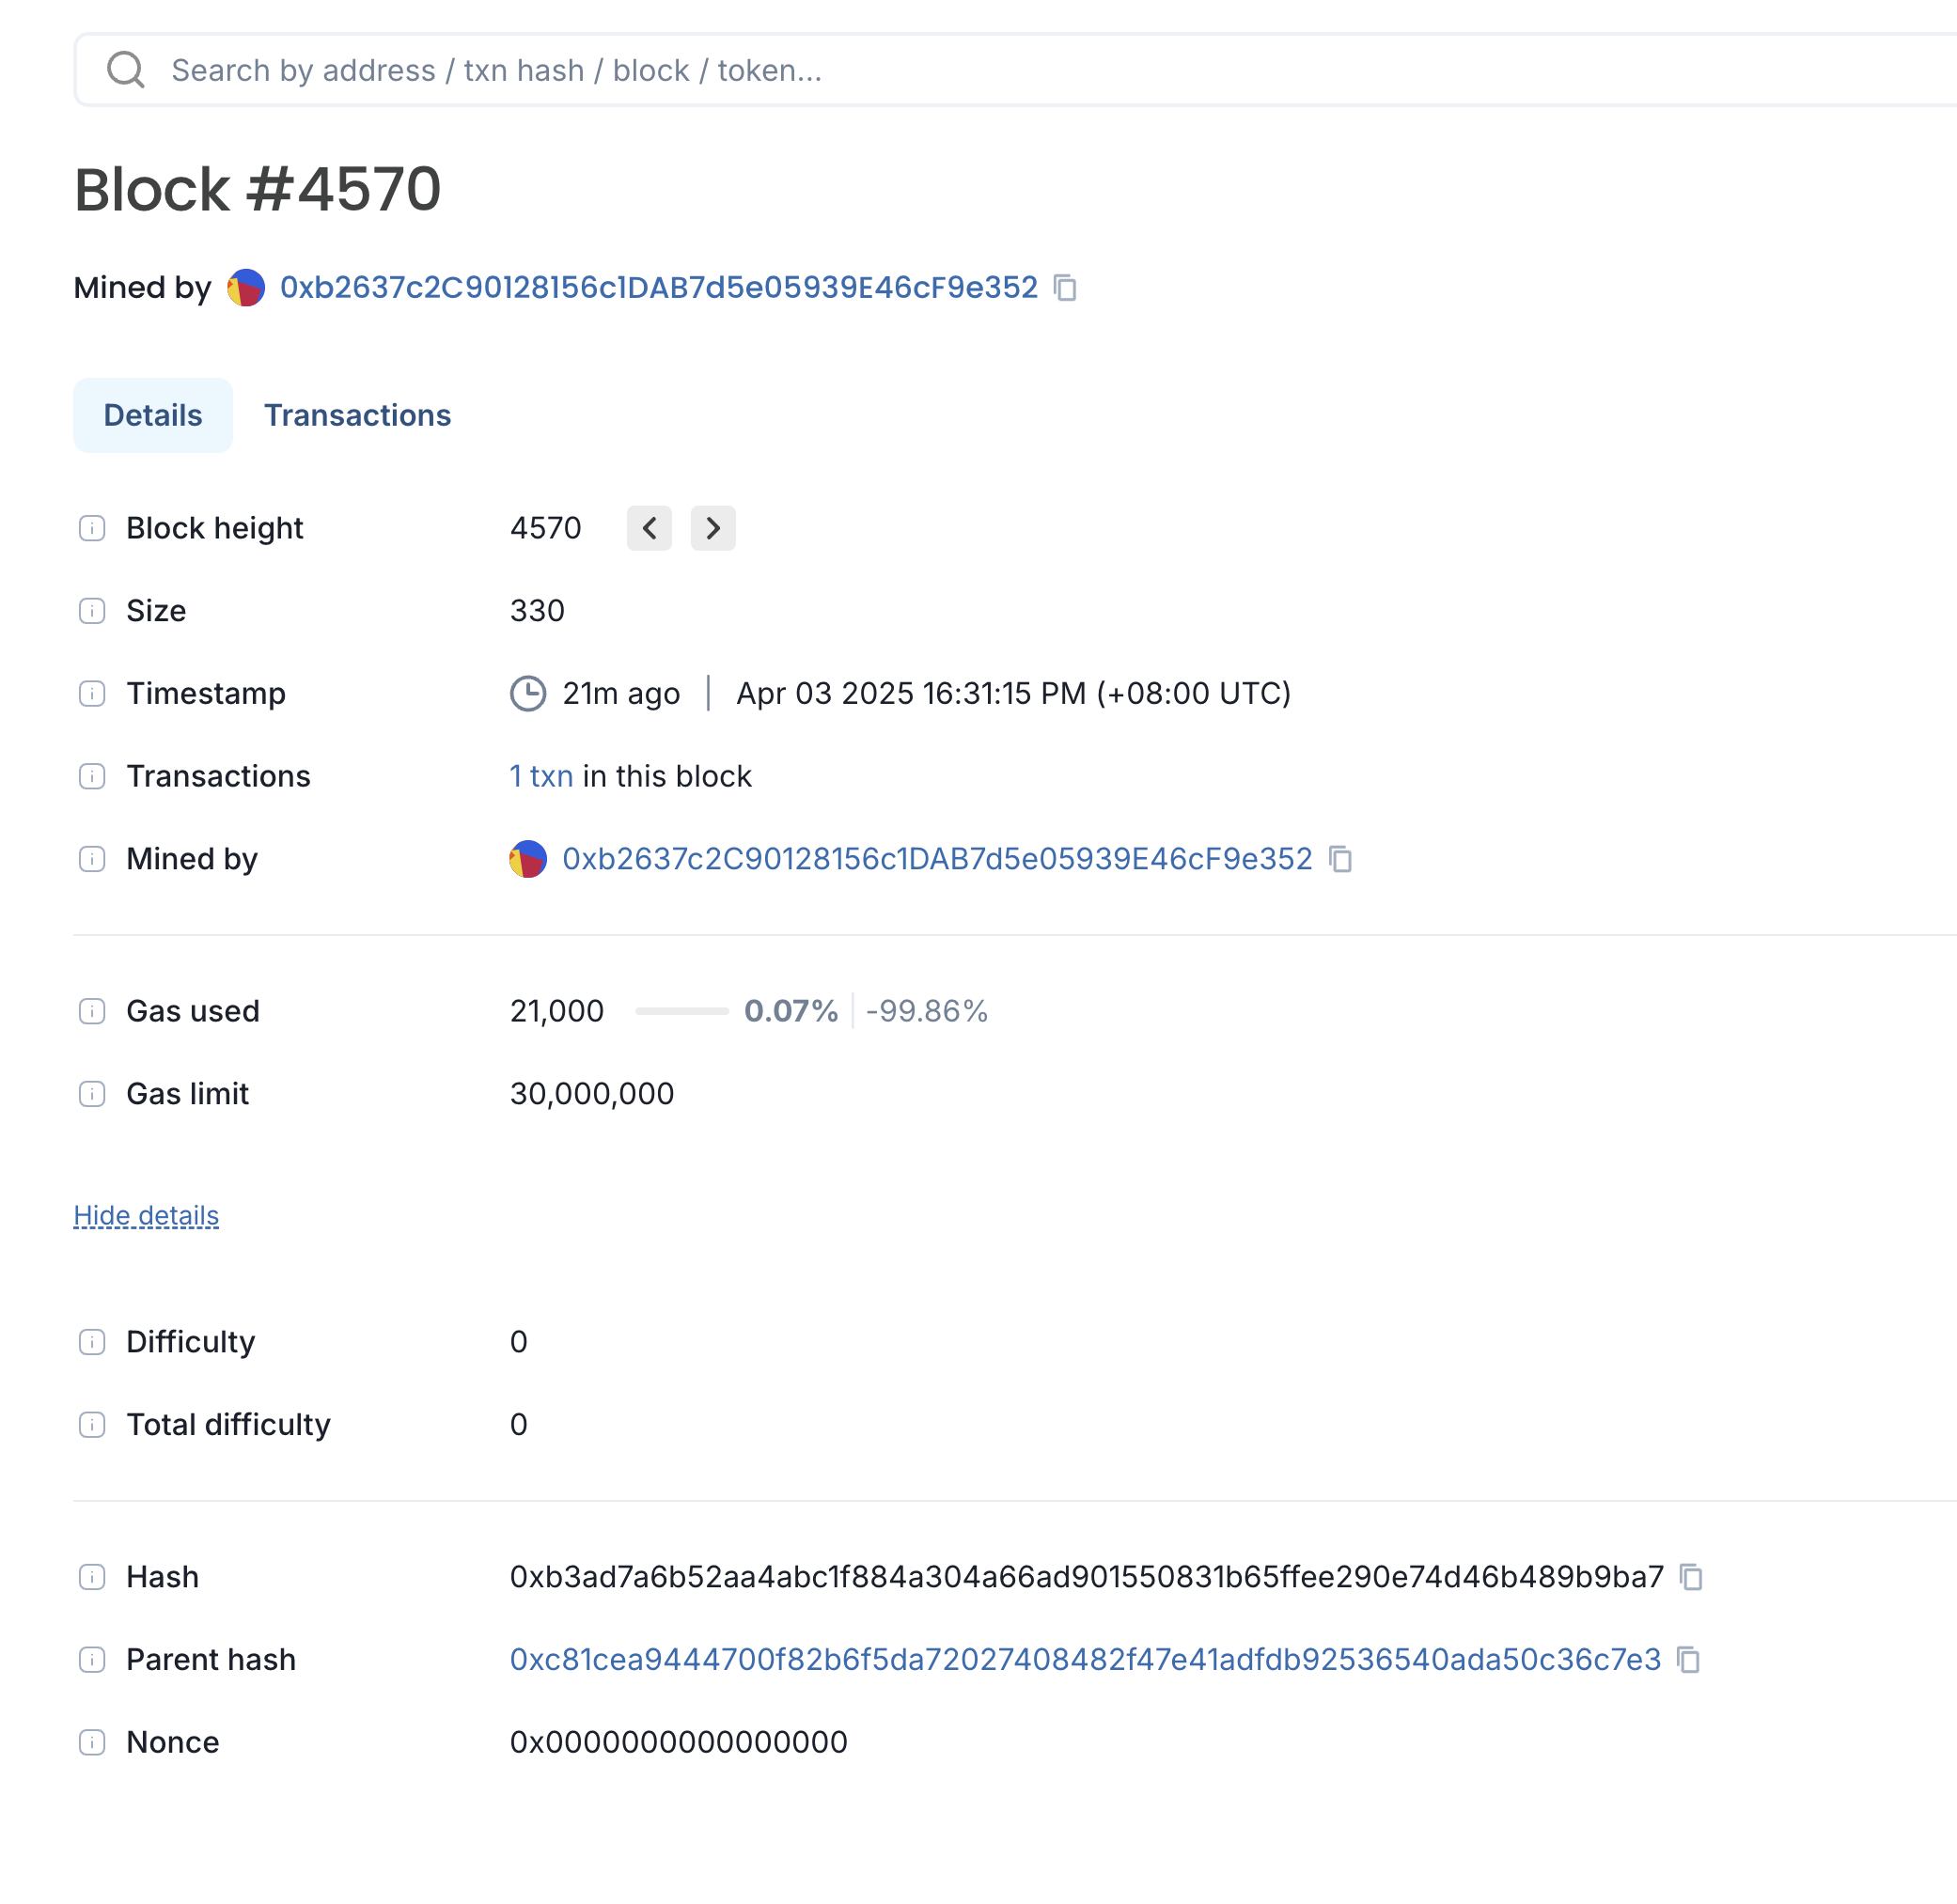 Search by address / txn hash / block / token...
Block #4570
Mined by 0xb2637c2C90128156c1DAB7d5e05939E46cF9e352
Details Transactions
Block height 4570
Size 330
Timestamp 21m ago | Apr 03 2025 16:31:15 PM (+08:00 UTC)
Transactions 1 txn in this block
Mined by 0xb2637c2C90128156c1DAB7d5e05939E46cF9e352
Gas used 21,000 0.07% -99.86%
Gas limit 30,000,000
Hide details
Difficulty 0
Total difficulty 0
Hash 0xb3ad7a6b52aa4abc1f884a304a66ad901550831b65ffee290e74d46b489b9ba7
Parent hash 0xc81cea9444700f82b6f5da72027408482f47e41adfdb92536540ada50c36c7e3
Nonce 0x0000000000000000